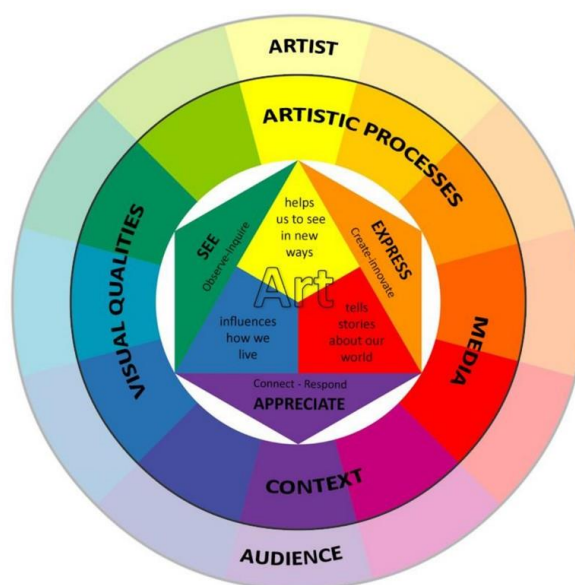 ARTIST
ARTISTIC PROCESSES
helps
us to see
in new
ways
SEE
Observe-Inquire
EXPRESS
Create-innovate
Art
influences
how we
live
tells
stories
about our
world
VISUAL QUALITIES
MEDIA
Connect - Respond
APPRECIATE
CONTEXT
AUDIENCE